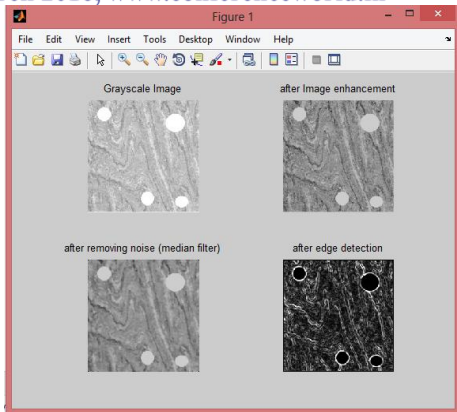 Figure 1
File Edit View Insert Tools Desktop Window Help
Grayscale Image
after Image enhancement
after removing noise (median filter)
after edge detection